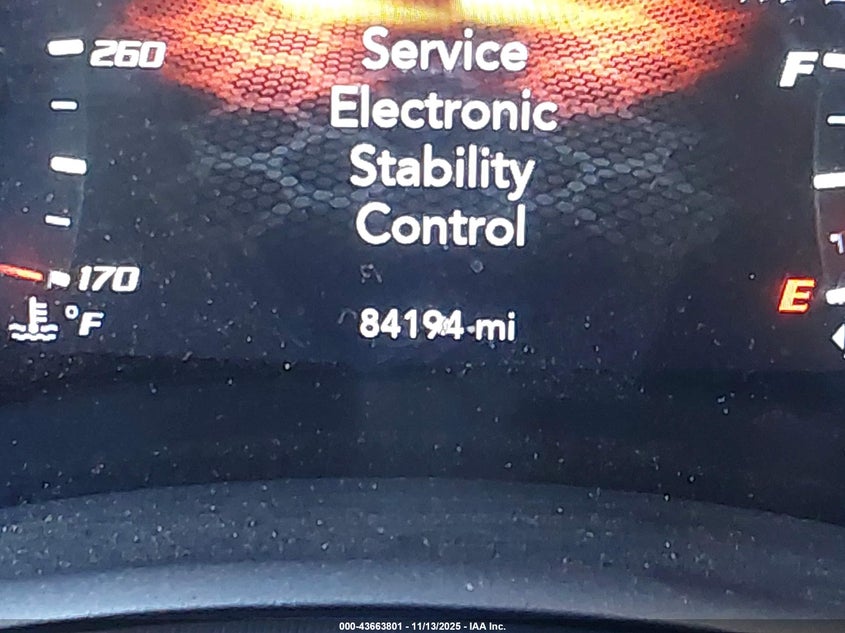 260
Service
F
Electronic
Stability
Control
170
E
°F
84194 mi
000-43663801 - 11/13/2025 - IAA Inc.